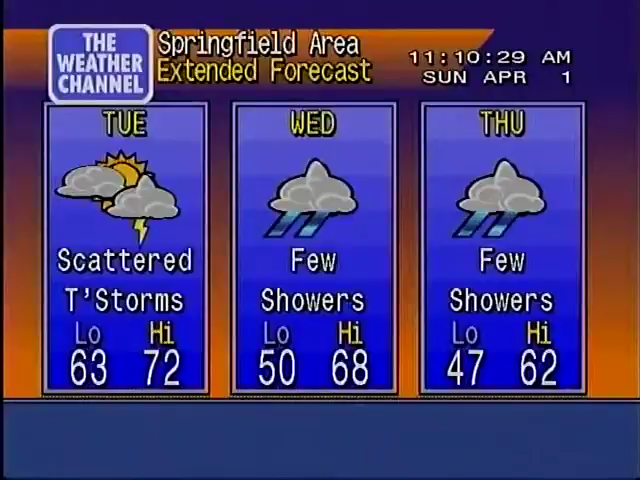 THE
WEATHER
CHANNEL
Springfield Area
Extended Forecast
11:10:29 AM
SUN APR 1
TUE
Scattered
T'Storms
Lo Hi
63 72
WED
Few
Showers
Lo Hi
50 68
THU
Few
Showers
Lo Hi
47 62